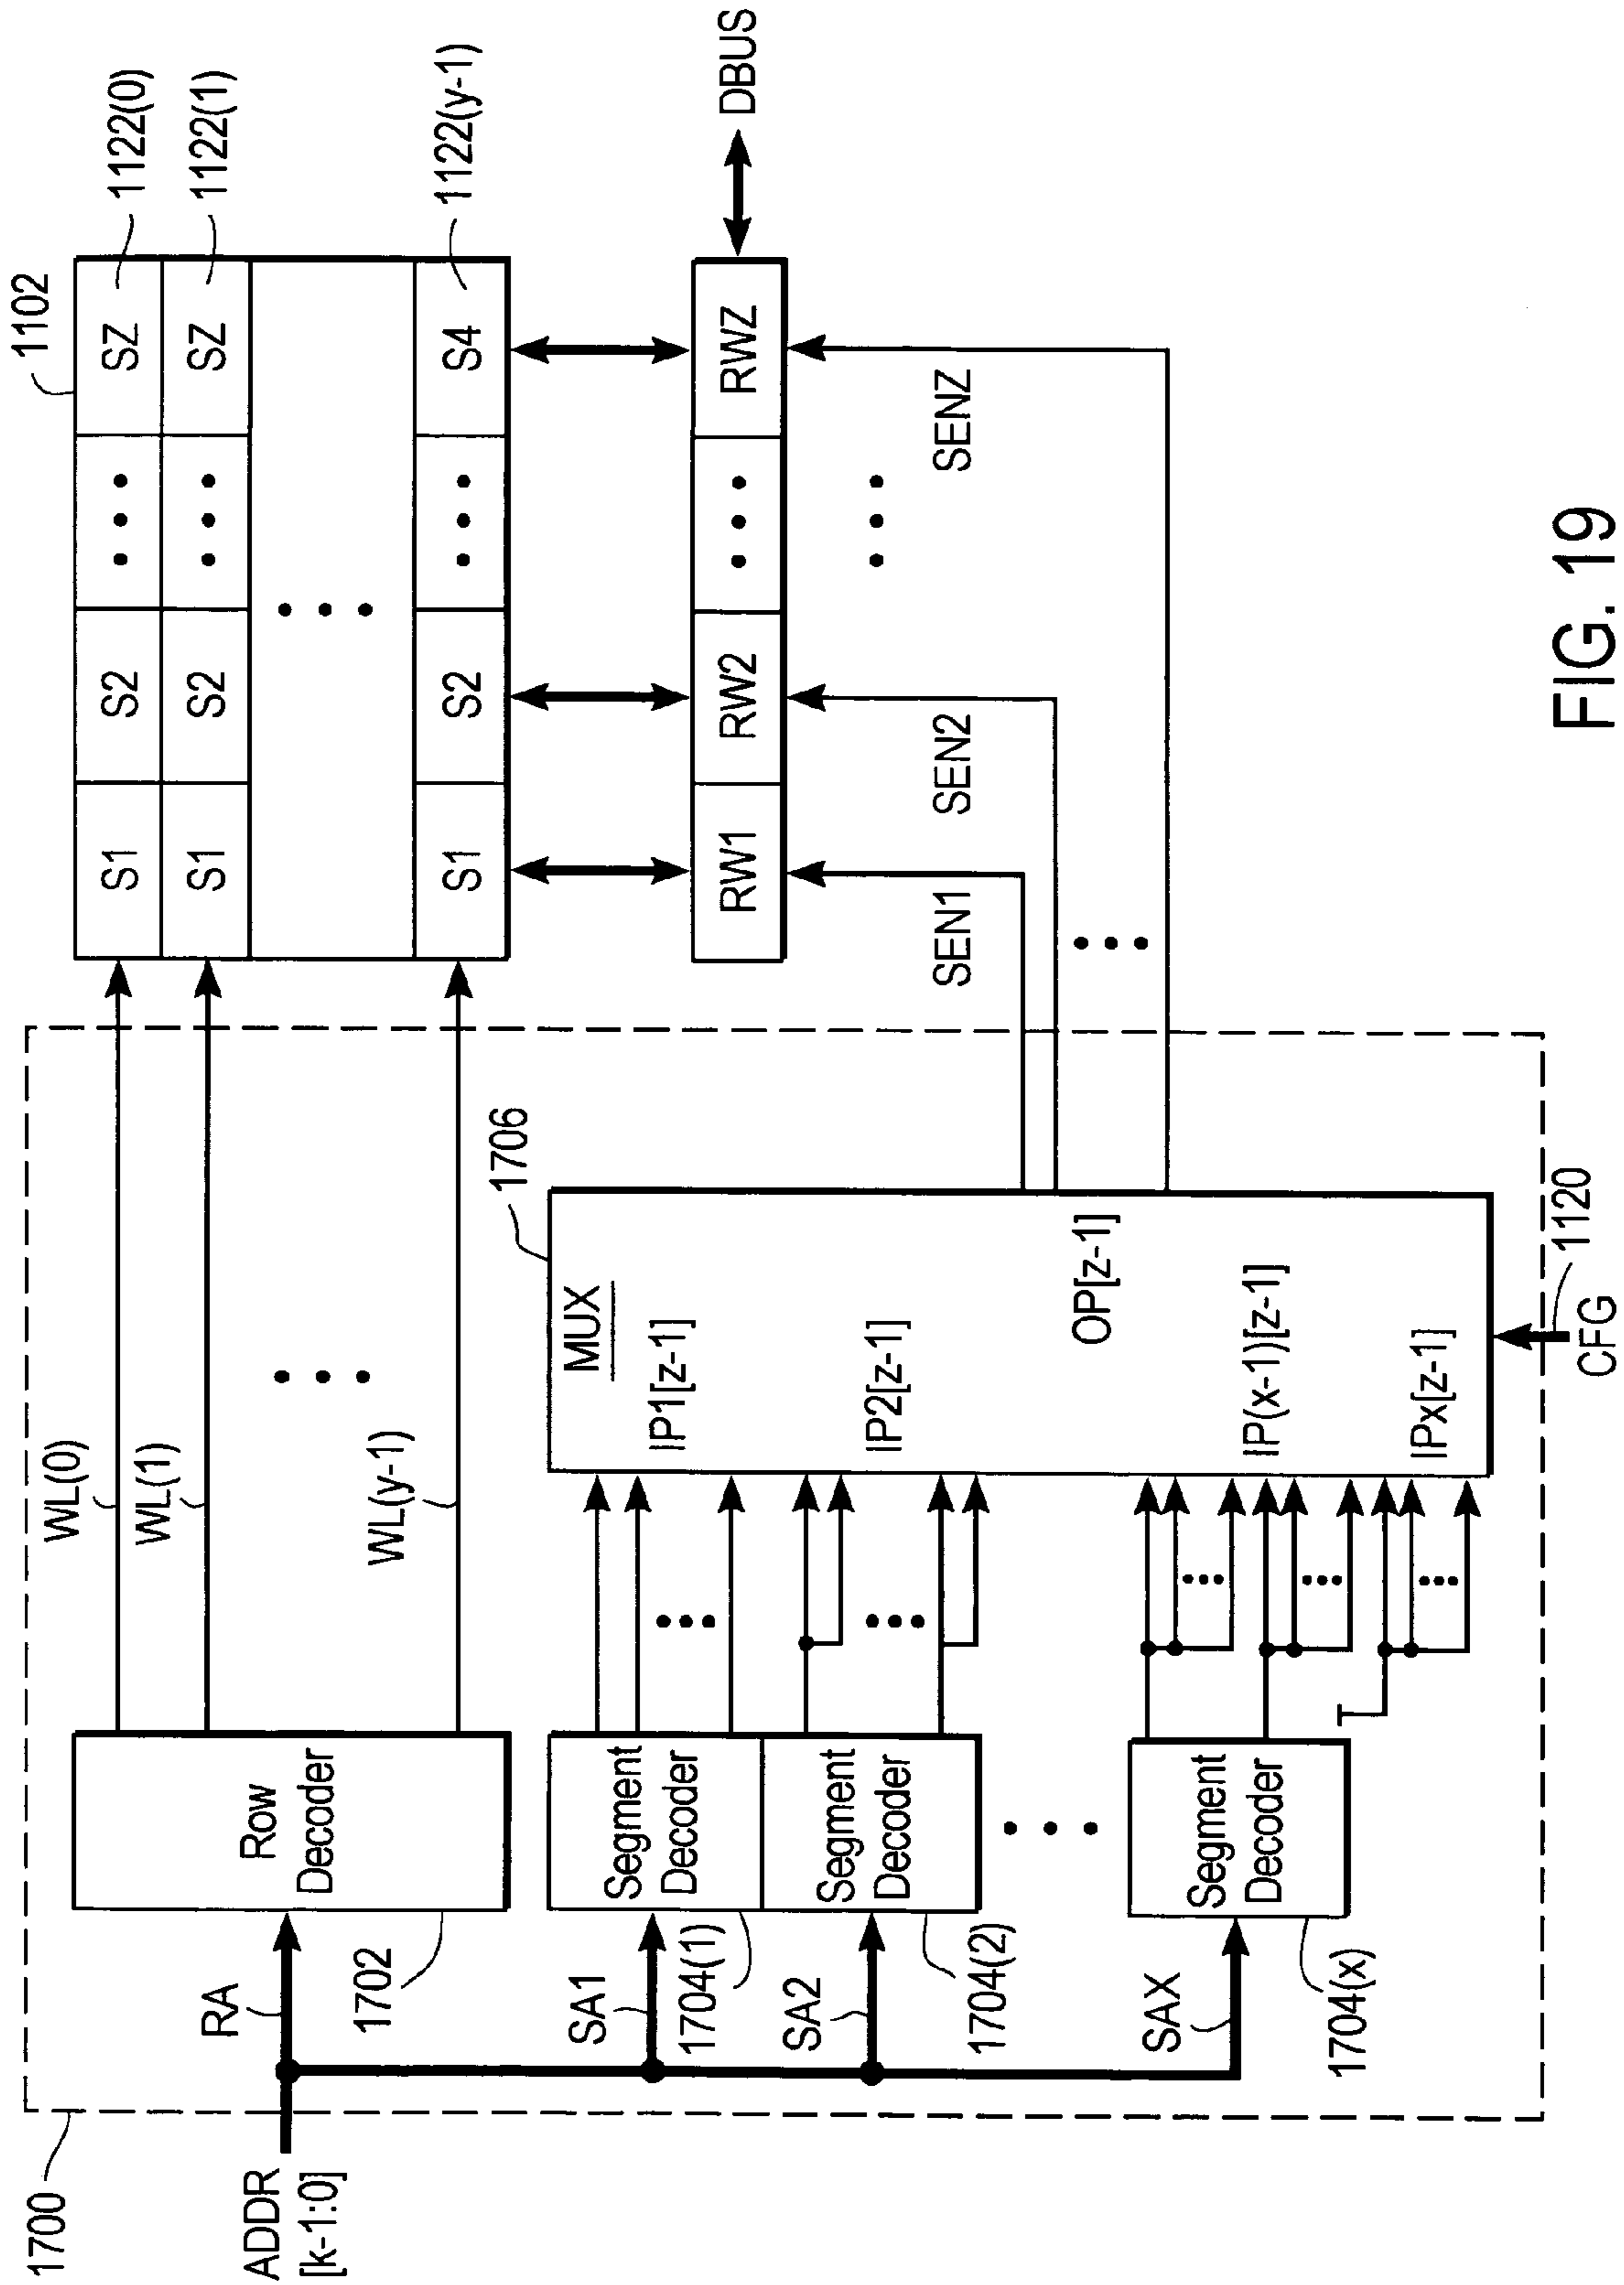 1700
ADDR
[k-1:0]
RA
1702
Row
Decoder
WL(0)
WL(1)
WL(y-1)
1102
S1 S2 SZ
1122(0)
S1 S2 SZ
1122(1)
S1 S2 S4
1122(y-1)
RW1 RW2 RWZ
DBUS
SEN1
SEN2
SENZ
SA1
1704(1)
Segment
Decoder
SA2
1704(2)
Segment
Decoder
SAX
1704(x)
Segment
Decoder
1706
MUX
IP1[z-1]
IP2[z-1]
OP[z-1]
IP(x-1)[z-1]
IPx[z-1]
CFG
1120
FIG. 19